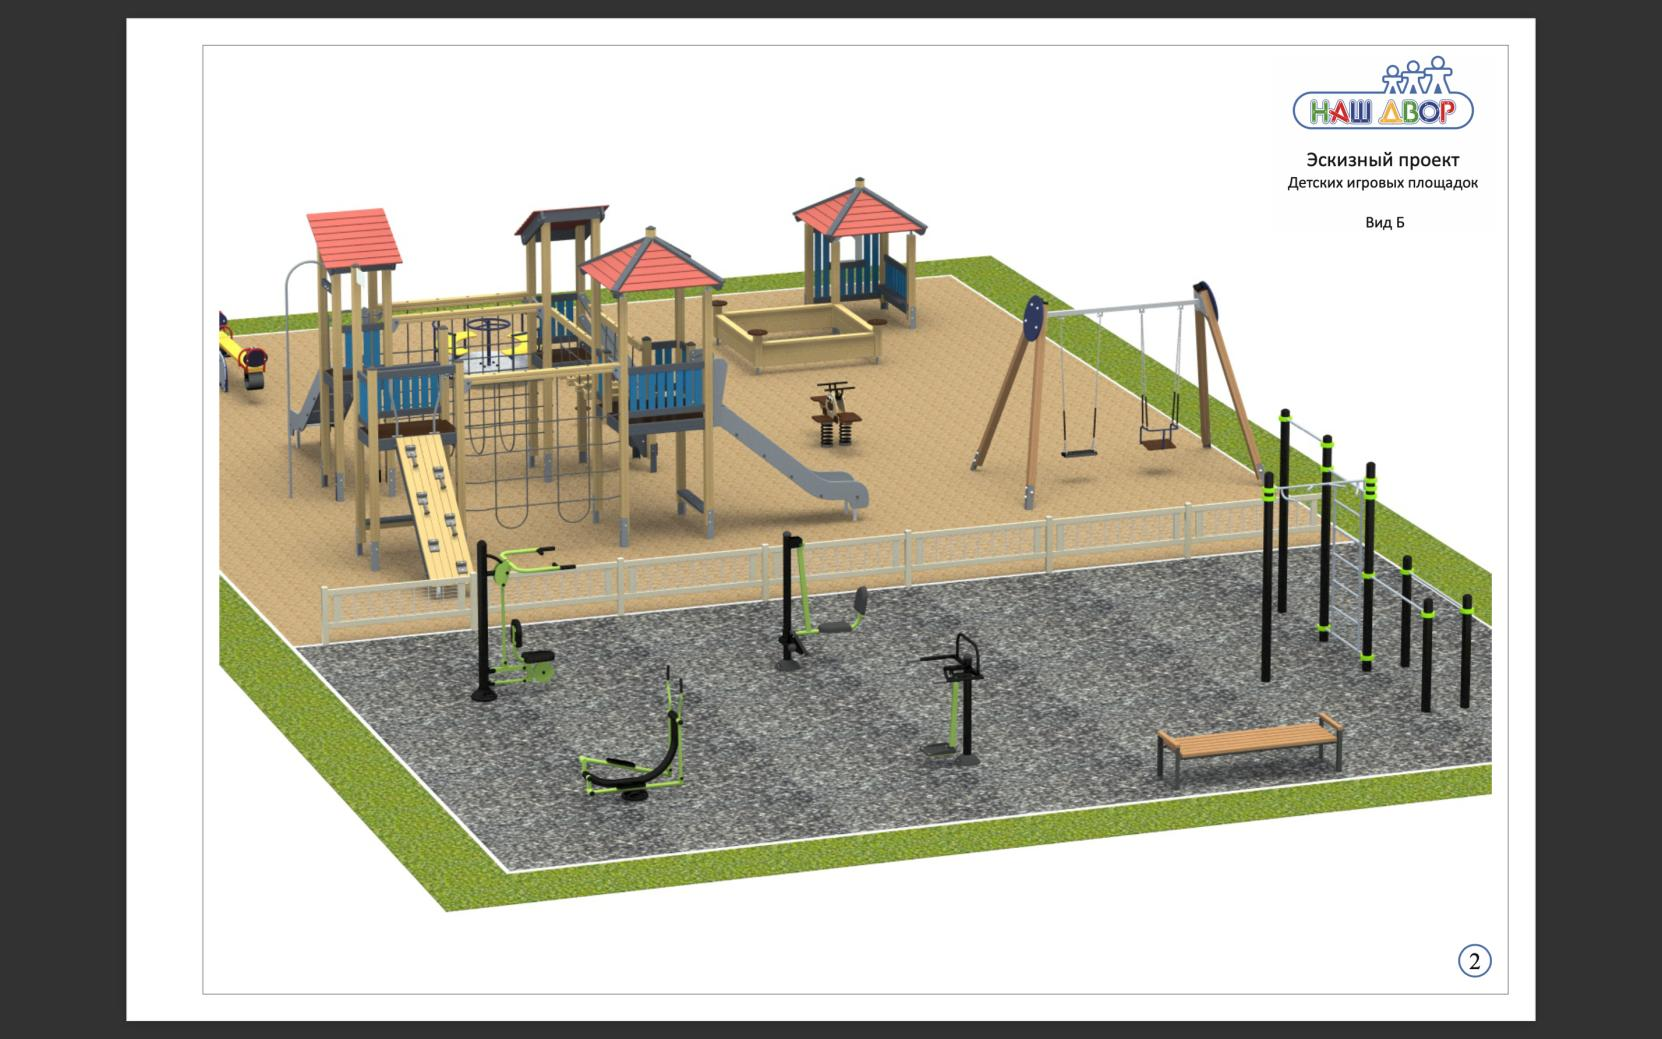 НАШ ДВОР
Эскизный проект
Детских игровых площадок
Вид Б
2